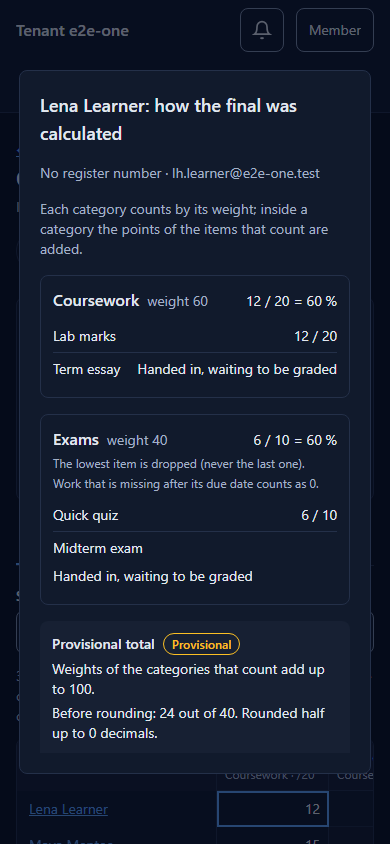 Tenant e2e-one
Member
Lena Learner: how the final was
calculated
No register number · lh.learner@e2e-one.test
Each category counts by its weight; inside a
category the points of the items that count are
added.
Coursework weight 60 12 / 20 = 60 %
Lab marks 12 / 20
Term essay Handed in, waiting to be graded
Exams weight 40 6 / 10 = 60 %
The lowest item is dropped (never the last one).
Work that is missing after its due date counts as 0.
Quick quiz 6 / 10
Midterm exam
Handed in, waiting to be graded
Provisional total Provisional
Weights of the categories that count add up
to 100.
Before rounding: 24 out of 40. Rounded half
up to 0 decimals.
Coursework · /20
Lena Learner 12